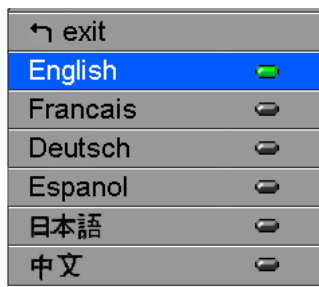 exit
English
Francais
Deutsch
Espanol
日本語
中文